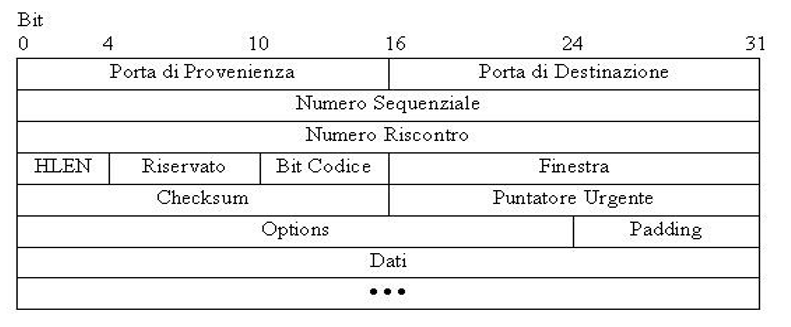 Bit
0 4 10 16 24 31
Porta di Provenienza Porta di Destinazione
Numero Sequenziale
Numero Riscontro
HLEN Riservato Bit Codice Finestra
Checksum Puntatore Urgente
Options Padding
Dati
•••